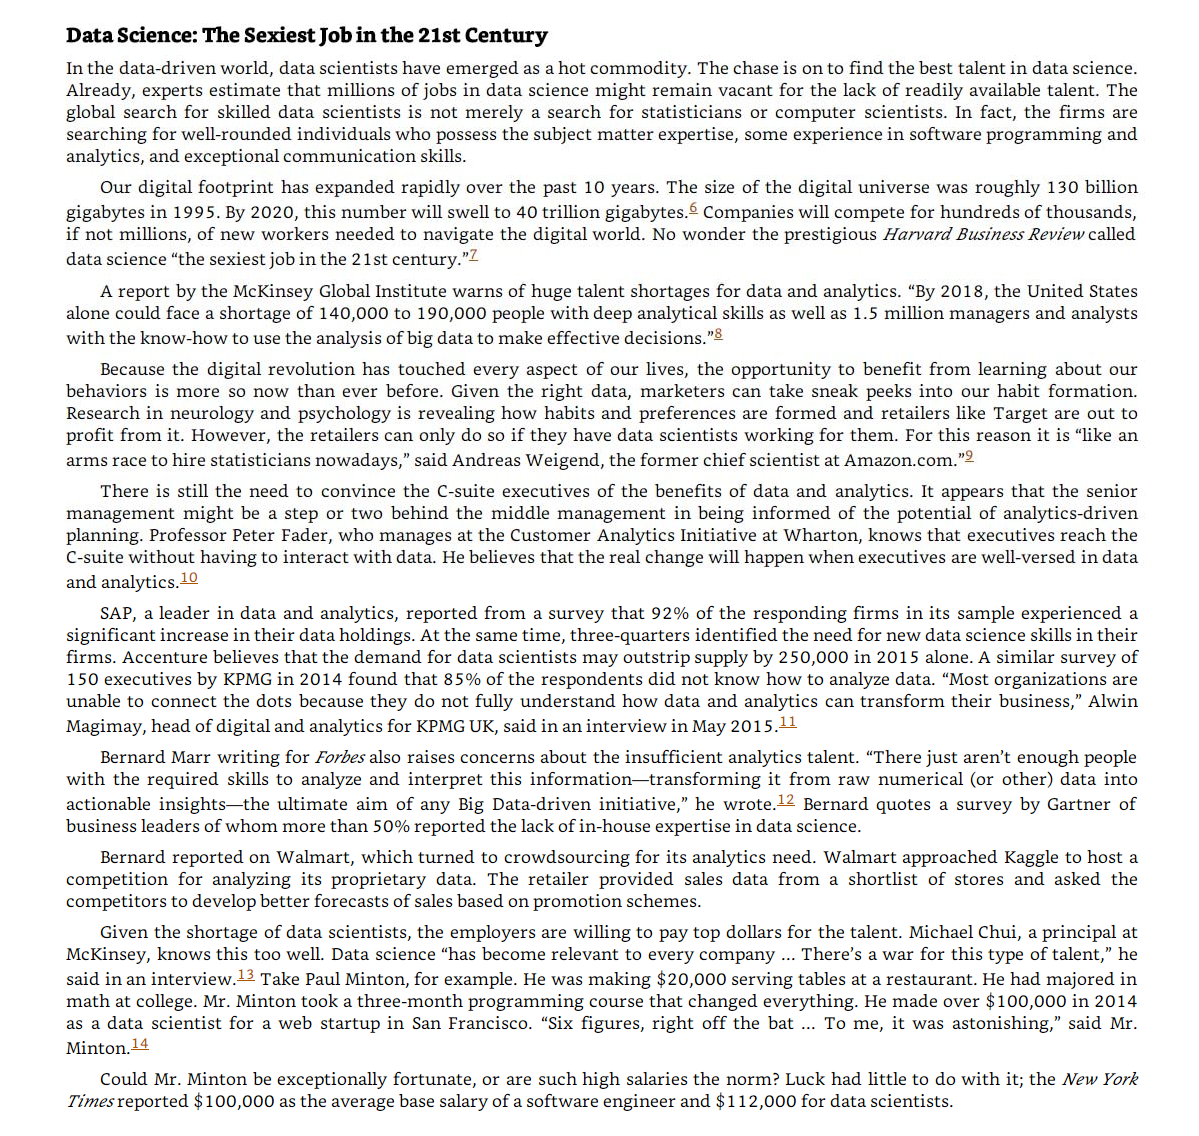 Data Science: The Sexiest Job in the 21st Century
In the data-driven world, data scientists have emerged as a hot commodity. The chase is on to find the best talent in data science.
Already, experts estimate that millions of jobs in data science might remain vacant for the lack of readily available talent. The
global search for skilled data scientists is not merely a search for statisticians or computer scientists. In fact, the firms are
searching for well-rounded individuals who possess the subject matter expertise, some experience in software programming and
analytics, and exceptional communication skills.
Our digital footprint has expanded rapidly over the past 10 years. The size of the digital universe was roughly 130 billion
gigabytes in 1995. By 2020, this number will swell to 40 trillion gigabytes.6 Companies will compete for hundreds of thousands,
if not millions, of new workers needed to navigate the digital world. No wonder the prestigious Harvard Business Review called
data science “the sexiest job in the 21st century.”7
A report by the McKinsey Global Institute warns of huge talent shortages for data and analytics. “By 2018, the United States
alone could face a shortage of 140,000 to 190,000 people with deep analytical skills as well as 1.5 million managers and analysts
with the know-how to use the analysis of big data to make effective decisions.”8
Because the digital revolution has touched every aspect of our lives, the opportunity to benefit from learning about our
behaviors is more so now than ever before. Given the right data, marketers can take sneak peeks into our habit formation.
Research in neurology and psychology is revealing how habits and preferences are formed and retailers like Target are out to
profit from it. However, the retailers can only do so if they have data scientists working for them. For this reason it is “like an
arms race to hire statisticians nowadays,” said Andreas Weigend, the former chief scientist at Amazon.com.”9
There is still the need to convince the C-suite executives of the benefits of data and analytics. It appears that the senior
management might be a step or two behind the middle management in being informed of the potential of analytics-driven
planning. Professor Peter Fader, who manages at the Customer Analytics Initiative at Wharton, knows that executives reach the
C-suite without having to interact with data. He believes that the real change will happen when executives are well-versed in data
and analytics.10
SAP, a leader in data and analytics, reported from a survey that 92% of the responding firms in its sample experienced a
significant increase in their data holdings. At the same time, three-quarters identified the need for new data science skills in their
firms. Accenture believes that the demand for data scientists may outstrip supply by 250,000 in 2015 alone. A similar survey of
150 executives by KPMG in 2014 found that 85% of the respondents did not know how to analyze data. “Most organizations are
unable to connect the dots because they do not fully understand how data and analytics can transform their business,” Alwin
Magimay, head of digital and analytics for KPMG UK, said in an interview in May 2015.11
Bernard Marr writing for Forbes also raises concerns about the insufficient analytics talent. “There just aren’t enough people
with the required skills to analyze and interpret this information—transforming it from raw numerical (or other) data into
actionable insights—the ultimate aim of any Big Data-driven initiative,” he wrote.12 Bernard quotes a survey by Gartner of
business leaders of whom more than 50% reported the lack of in-house expertise in data science.
Bernard reported on Walmart, which turned to crowdsourcing for its analytics need. Walmart approached Kaggle to host a
competition for analyzing its proprietary data. The retailer provided sales data from a shortlist of stores and asked the
competitors to develop better forecasts of sales based on promotion schemes.
Given the shortage of data scientists, the employers are willing to pay top dollars for the talent. Michael Chui, a principal at
McKinsey, knows this too well. Data science “has become relevant to every company ... There’s a war for this type of talent,” he
said in an interview.13 Take Paul Minton, for example. He was making $20,000 serving tables at a restaurant. He had majored in
math at college. Mr. Minton took a three-month programming course that changed everything. He made over $100,000 in 2014
as a data scientist for a web startup in San Francisco. “Six figures, right off the bat ... To me, it was astonishing,” said Mr.
Minton.14
Could Mr. Minton be exceptionally fortunate, or are such high salaries the norm? Luck had little to do with it; the New York
Times reported $100,000 as the average base salary of a software engineer and $112,000 for data scientists.